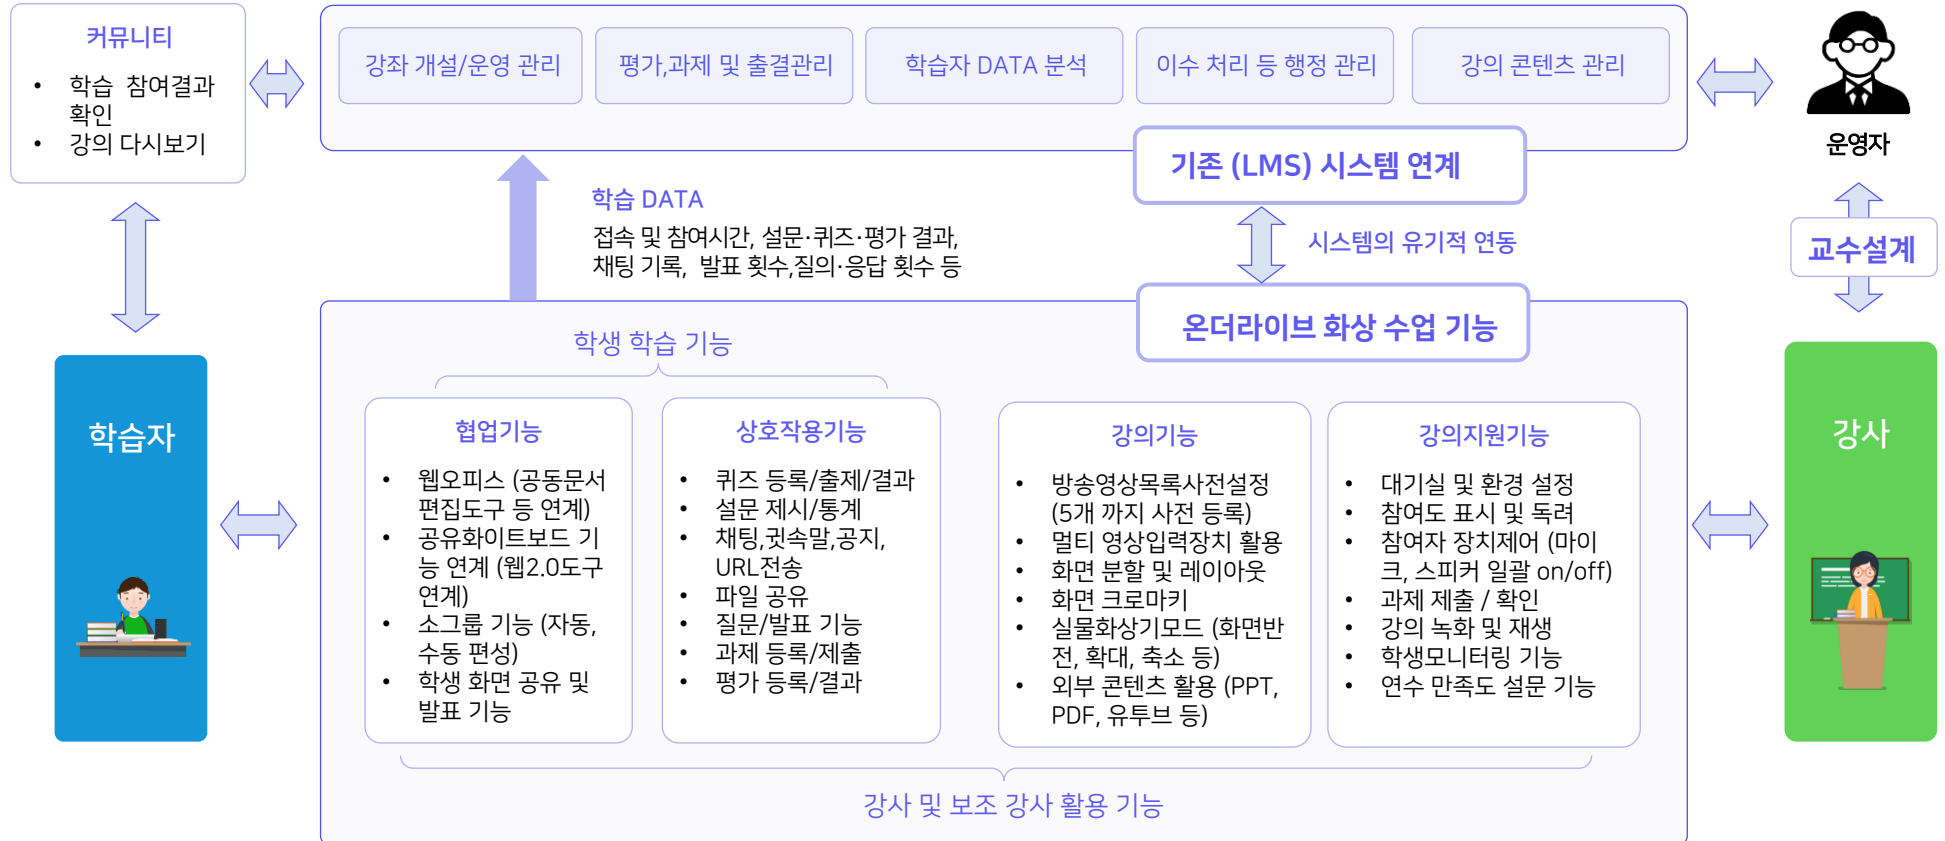 커뮤니티
• 학습 참여결과
확인
• 강의 다시보기
강좌 개설/운영 관리
평가,과제 및 출결관리
학습자 DATA 분석
이수 처리 등 행정 관리
강의 콘텐츠 관리
운영자
기존 (LMS) 시스템 연계
학습 DATA
접속 및 참여시간, 설문·퀴즈·평가 결과,
채팅 기록, 발표 횟수,질의·응답 횟수 등
시스템의 유기적 연동
교수설계
온더라이브 화상 수업 기능
학생 학습 기능
학습자
협업기능
• 웹오피스 (공동문서
편집도구 등 연계)
• 공유화이트보드 기
능 연계 (웹2.0도구
연계)
• 소그룹 기능 (자동,
수동 편성)
• 학생 화면 공유 및
발표 기능
상호작용기능
• 퀴즈 등록/출제/결과
• 설문 제시/통계
• 채팅,귓속말,공지,
URL전송
• 파일 공유
• 질문/발표 기능
• 과제 등록/제출
• 평가 등록/결과
강의기능
• 방송영상목록사전설정
(5개 까지 사전 등록)
• 멀티 영상입력장치 활용
• 화면 분할 및 레이아웃
• 화면 크로마키
• 실물화상기모드 (화면반
전, 확대, 축소 등)
• 외부 콘텐츠 활용 (PPT,
PDF, 유투브 등)
강의지원기능
• 대기실 및 환경 설정
• 참여도 표시 및 독려
• 참여자 장치제어 (마이
크, 스피커 일괄 on/off)
• 과제 제출 / 확인
• 강의 녹화 및 재생
• 학생모니터링 기능
• 연수 만족도 설문 기능
강사
강사 및 보조 강사 활용 기능